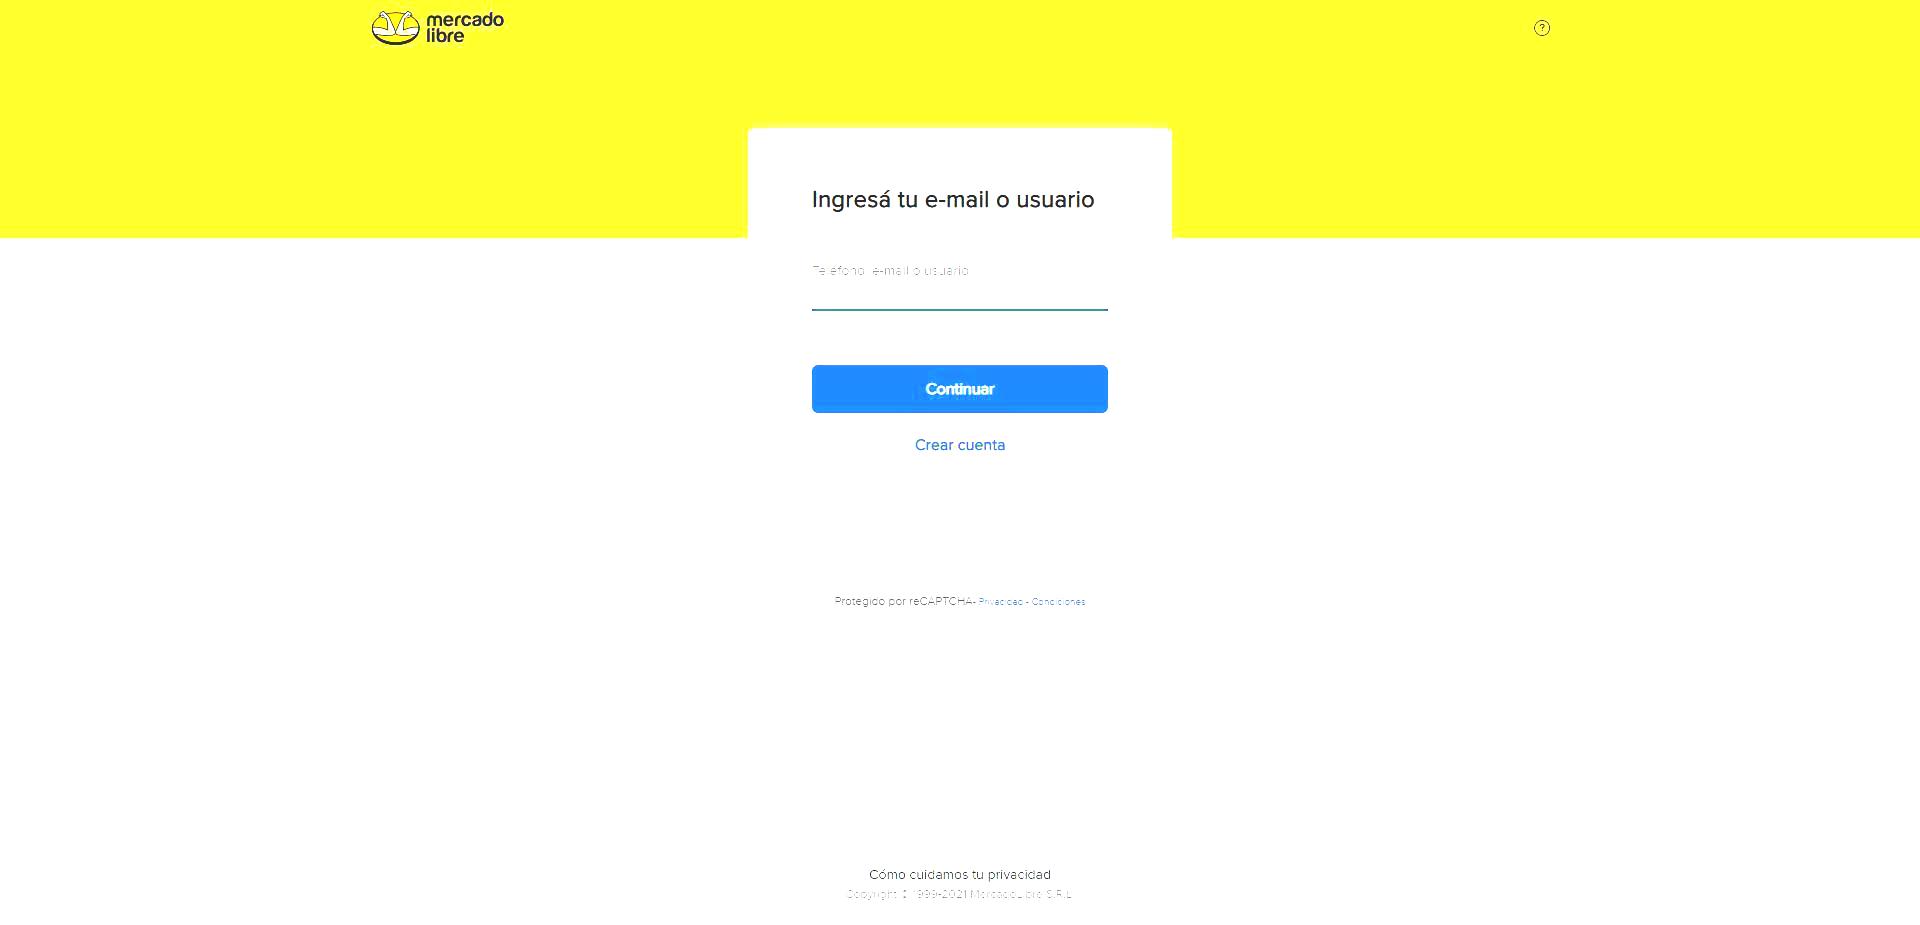 mercado
libre
?
Ingresá tu e-mail o usuario
Teléfono, e-mail o usuario
Continuar
Crear cuenta
Protegido por reCAPTCHA- Privacidad - Condiciones
Cómo cuidamos tu privacidad
Copyright © 1999-2021 MercadoLibre S.R.L.